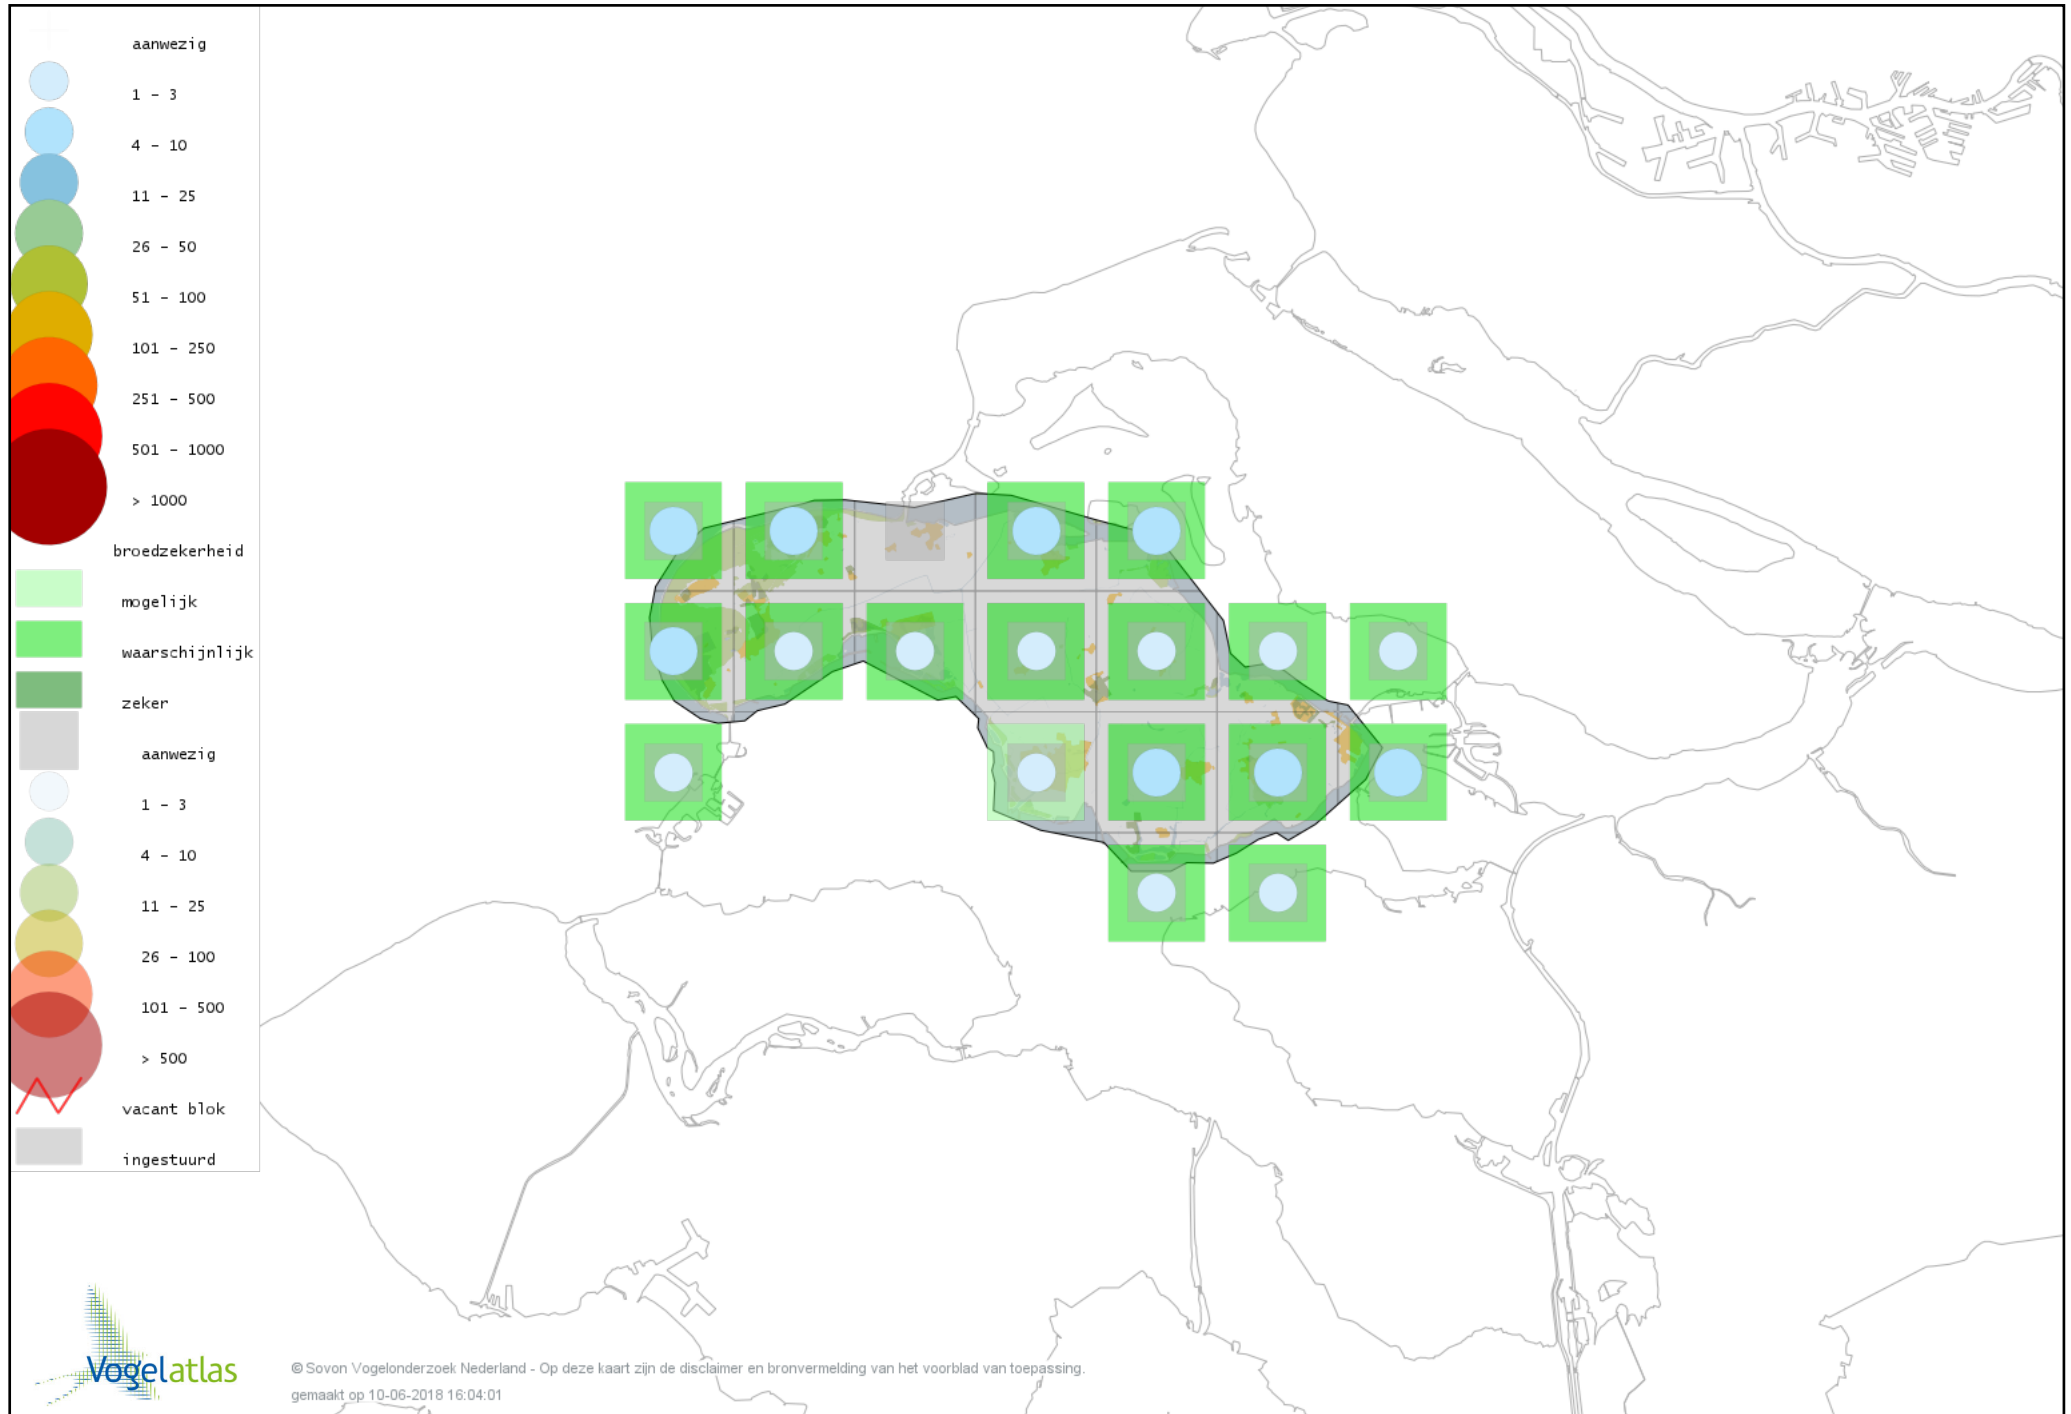 aanwezig
1 - 3
4 - 10
11 - 25
26 - 50
51 - 100
101 - 250
251 - 500
501 - 1000
> 1000
broedzekerheid
mogelijk
waarschijnlijk
zeker
aanwezig
1 - 3
4 - 10
11 - 25
26 - 100
101 - 500
> 500
vacant blok
ingestuurd
Vogelatlas
© Sovon Vogelonderzoek Nederland - Op deze kaart zijn de disclaimer en bronvermelding van het voorblad van toepassing.
gemaakt op 10-06-2018 16:04:01